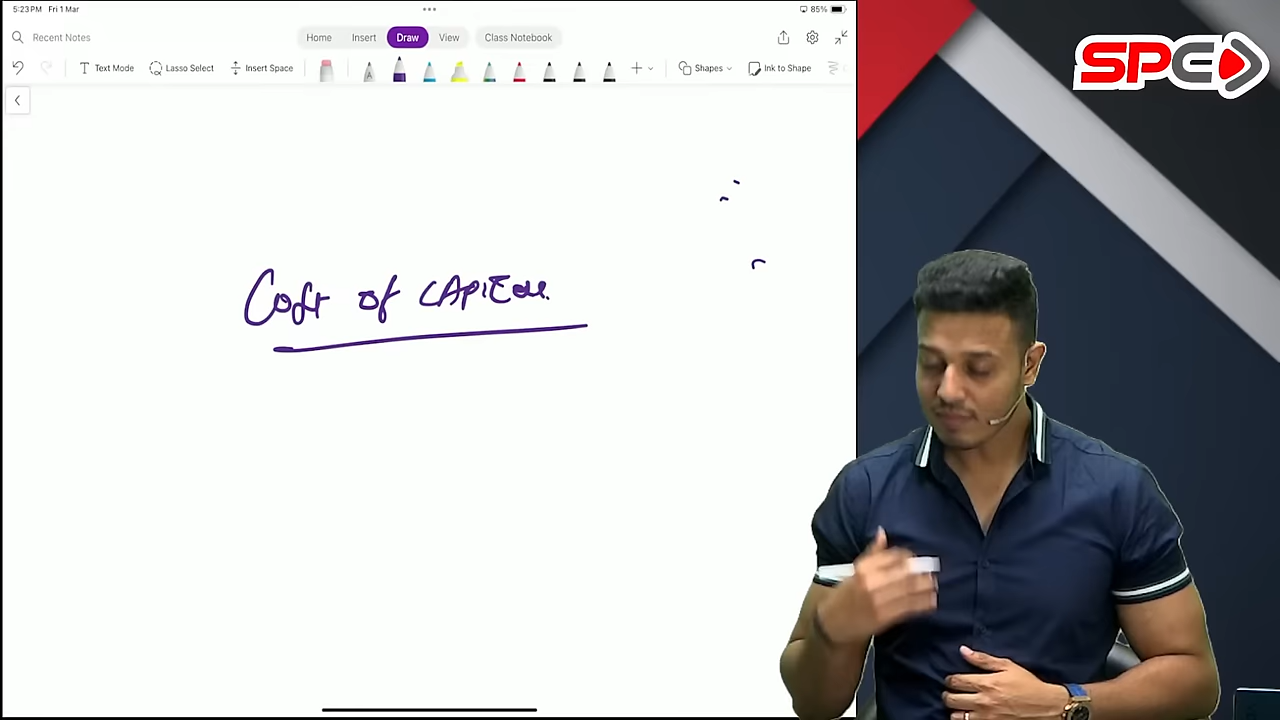 5:23 PM Fri 1 Mar
85%
Recent Notes
Home Insert Draw View Class Notebook
Text Mode Lasso Select Insert Space Shapes Ink to Shape
Cost of CAPITAL
SPC